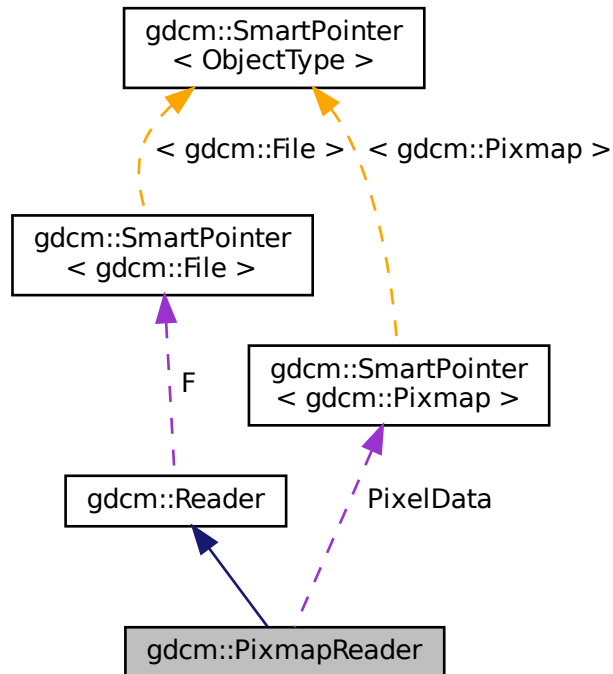 gdcm::SmartPointer
< ObjectType >
< gdcm::File >
< gdcm::Pixmap >
gdcm::SmartPointer
< gdcm::File >
gdcm::SmartPointer
< gdcm::Pixmap >
F
gdcm::Reader
PixelData
gdcm::PixmapReader